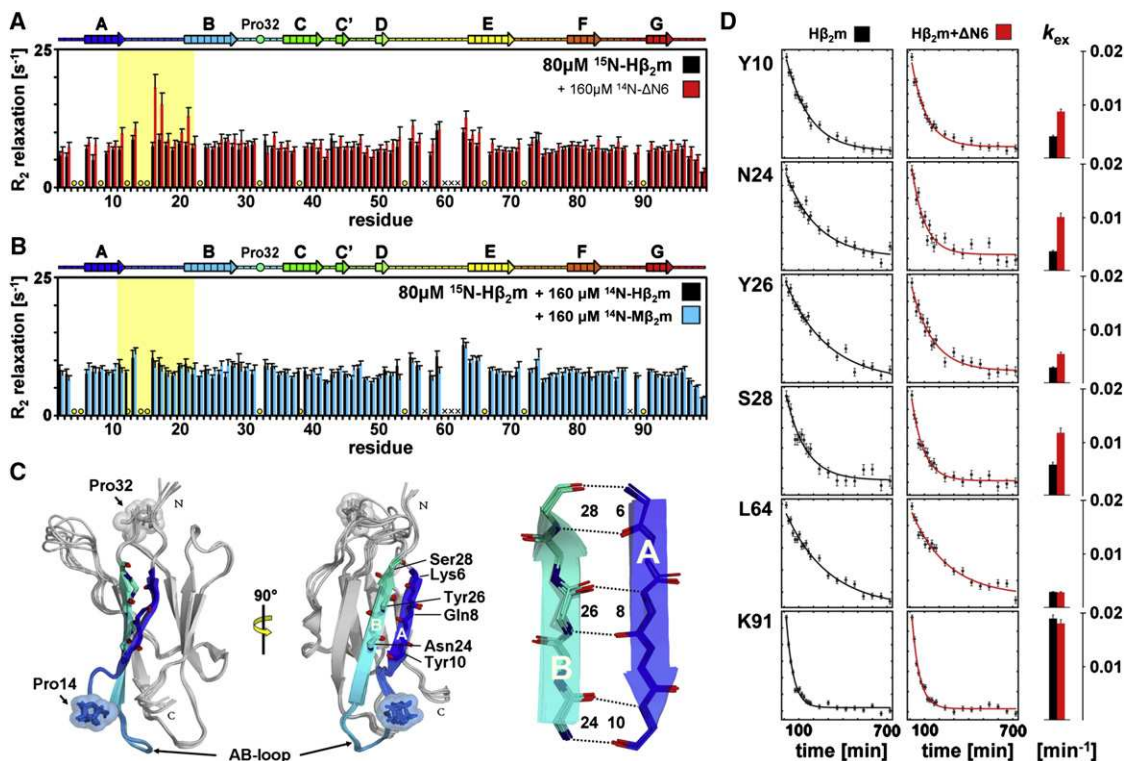 A
A B Pro32 C C' D E F G
25
R₂ relaxation [s⁻¹]
0
80μM ¹⁵N-Hβ₂m
+ 160μM ¹⁴N-ΔN6
10 20 30 40 50 60 70 80 90
residue
B
A B Pro32 C C' D E F G
25
R₂ relaxation [s⁻¹]
0
80μM ¹⁵N-Hβ₂m + 160 μM ¹⁴N-Hβ₂m
+ 160 μM ¹⁴N-Mβ₂m
10 20 30 40 50 60 70 80 90
residue
C
Pro32
N
C
Pro14
90°
N
Ser28
Lys6
Tyr26
Gln8
B A
Asn24
Tyr10
Pro14
C
AB-loop
28 6
A
26 8
B
24 10
D
Hβ₂m
Hβ₂m+ΔN6
kex
Y10
0.02
0.01
N24
0.02
0.01
Y26
0.02
0.01
S28
0.02
0.01
L64
0.02
0.01
K91
0.02
0.01
100 700 100 700
time [min] time [min] [min⁻¹]